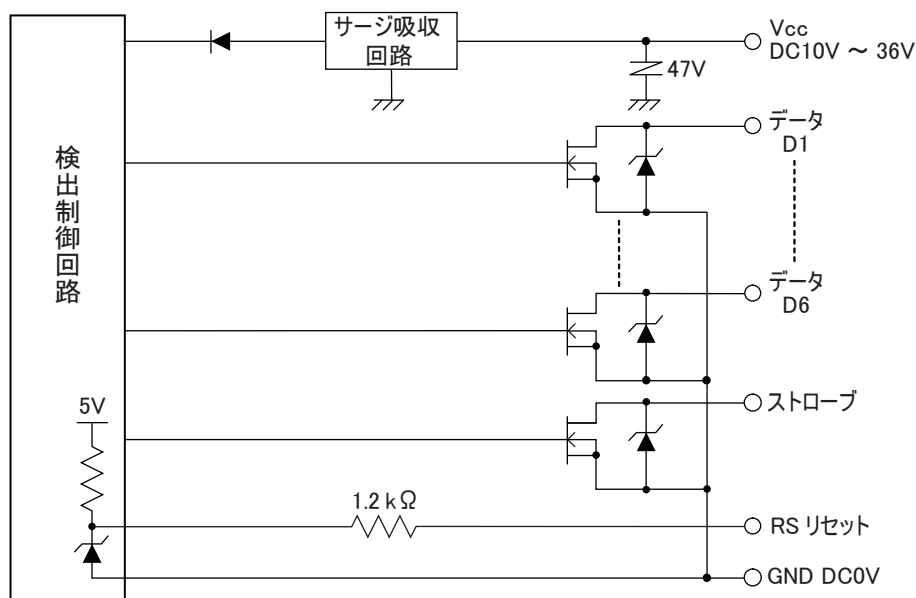 検出制御回路
サージ吸収
回路
Vcc
DC10V ～ 36V
47V
データ
D1
データ
D6
ストローブ
5V
1.2 k Ω
RS リセット
GND DC0V